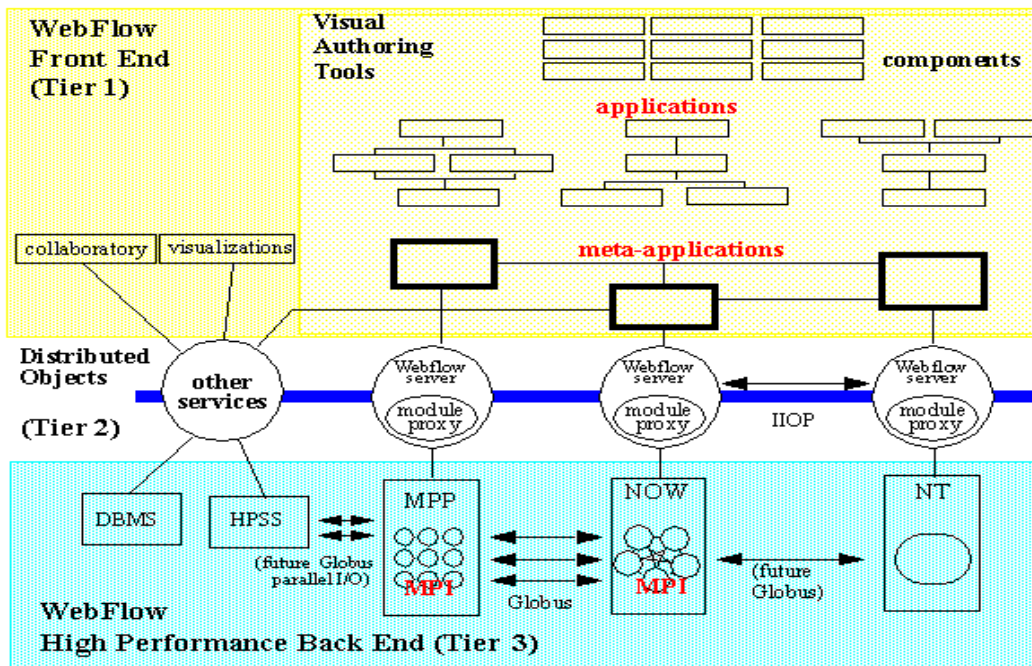 WebFlow
Front End
(Tier 1)
Visual
Authoring
Tools
components
applications
collaboratory
visualizations
meta-applications
Distributed
Objects
(Tier 2)
other
services
Webflow
server
module
proxy
Webflow
server
module
proxy
IIOP
Webflow
server
module
proxy
DBMS
HPSS
(future Globus
parallel I/O)
MPP
MPI
Globus
NOW
MPI
(future
Globus)
NT
WebFlow
High Performance Back End (Tier 3)